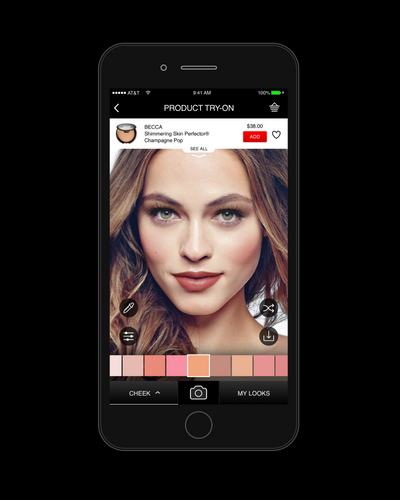 AT&T
9:41 AM
100%
PRODUCT TRY-ON
BECCA
Shimmering Skin Perfector®
Champagne Pop
$38.00
ADD
SEE ALL
CHEEK
MY LOOKS